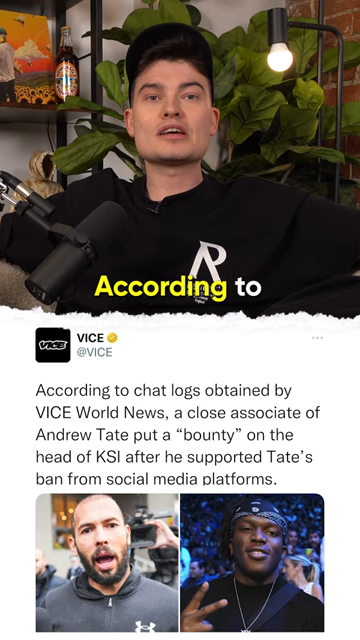 According to
VICE
VICE
@VICE
According to chat logs obtained by
VICE World News, a close associate of
Andrew Tate put a “bounty” on the
head of KSI after he supported Tate’s
ban from social media platforms.